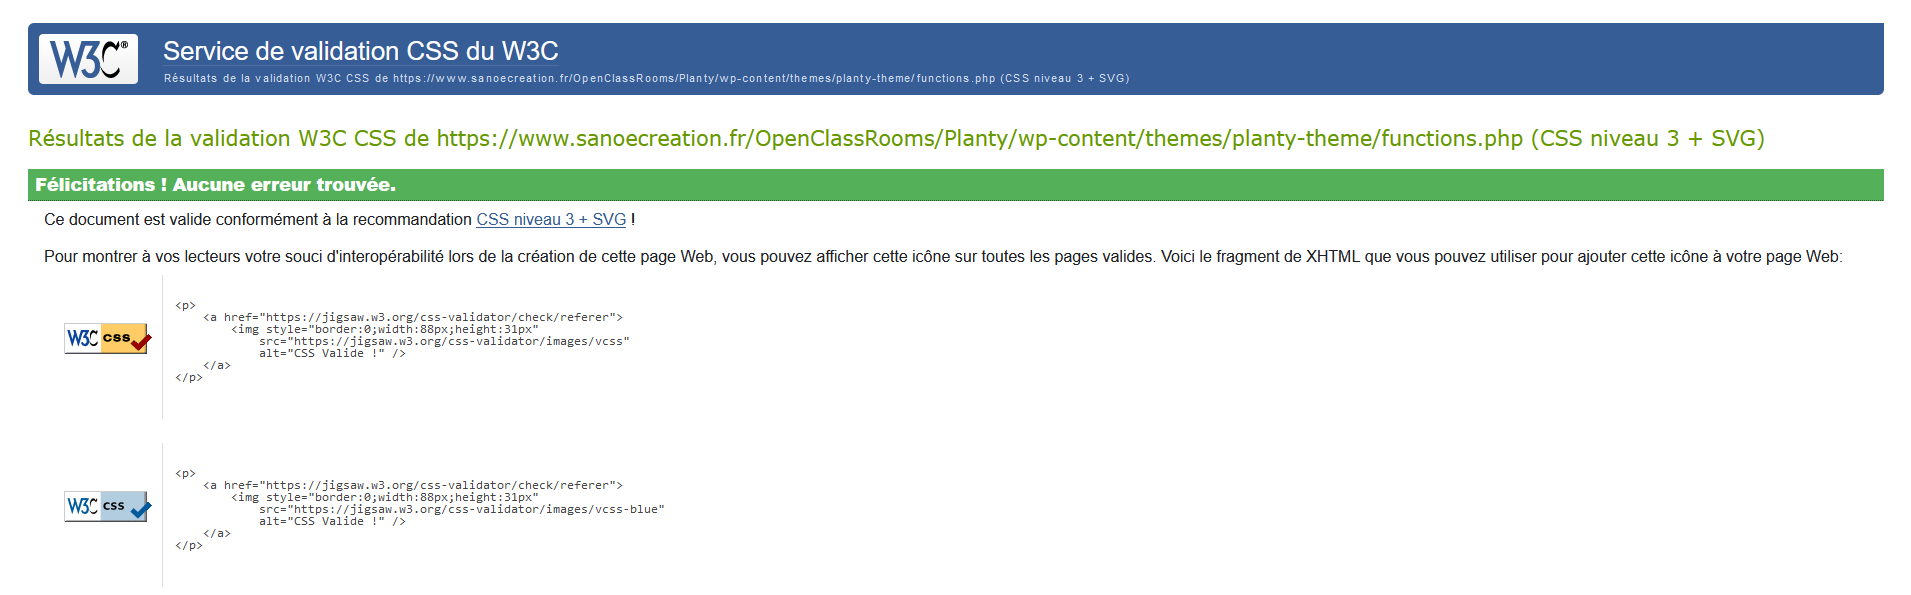 W3C®
Service de validation CSS du W3C
Résultats de la validation W3C CSS de https://www.sanoecreation.fr/OpenClassRooms/Planty/wp-content/themes/planty-theme/functions.php (CSS niveau 3 + SVG)
Résultats de la validation W3C CSS de https://www.sanoecreation.fr/OpenClassRooms/Planty/wp-content/themes/planty-theme/functions.php (CSS niveau 3 + SVG)
Félicitations ! Aucune erreur trouvée.
Ce document est valide conformément à la recommandation CSS niveau 3 + SVG !
Pour montrer à vos lecteurs votre souci d'interopérabilité lors de la création de cette page Web, vous pouvez afficher cette icône sur toutes les pages valides. Voici le fragment de XHTML que vous pouvez utiliser pour ajouter cette icône à votre page Web:
W3C css
<p>
<a href="https://jigsaw.w3.org/css-validator/check/referer">
<img style="border:0;width:88px;height:31px"
src="https://jigsaw.w3.org/css-validator/images/vcss"
alt="CSS Valide !" />
</a>
</p>
W3C css
<p>
<a href="https://jigsaw.w3.org/css-validator/check/referer">
<img style="border:0;width:88px;height:31px"
src="https://jigsaw.w3.org/css-validator/images/vcss-blue"
alt="CSS Valide !" />
</a>
</p>